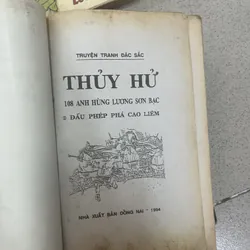 TRUYỆN TRANH ĐẶC SẮC
THỦY HỬ
108 ANH HÙNG LƯƠNG SƠN BẠC
ĐẤU PHÉP PHÁ CAO LIÊM
NHÀ XUẤT BẢN ĐỒNG NAI - 1994